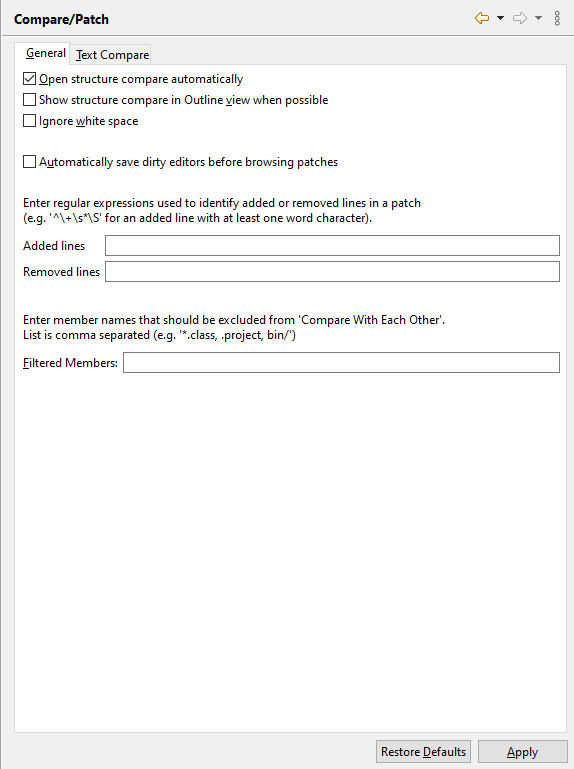 Compare/Patch
General
Text Compare
Open structure compare automatically
Show structure compare in Outline view when possible
Ignore white space
Automatically save dirty editors before browsing patches
Enter regular expressions used to identify added or removed lines in a patch
(e.g. '^\+\s*\S' for an added line with at least one word character).
Added lines
Removed lines
Enter member names that should be excluded from 'Compare With Each Other'.
List is comma separated (e.g. '*.class, .project, bin/')
Filtered Members:
Restore Defaults
Apply